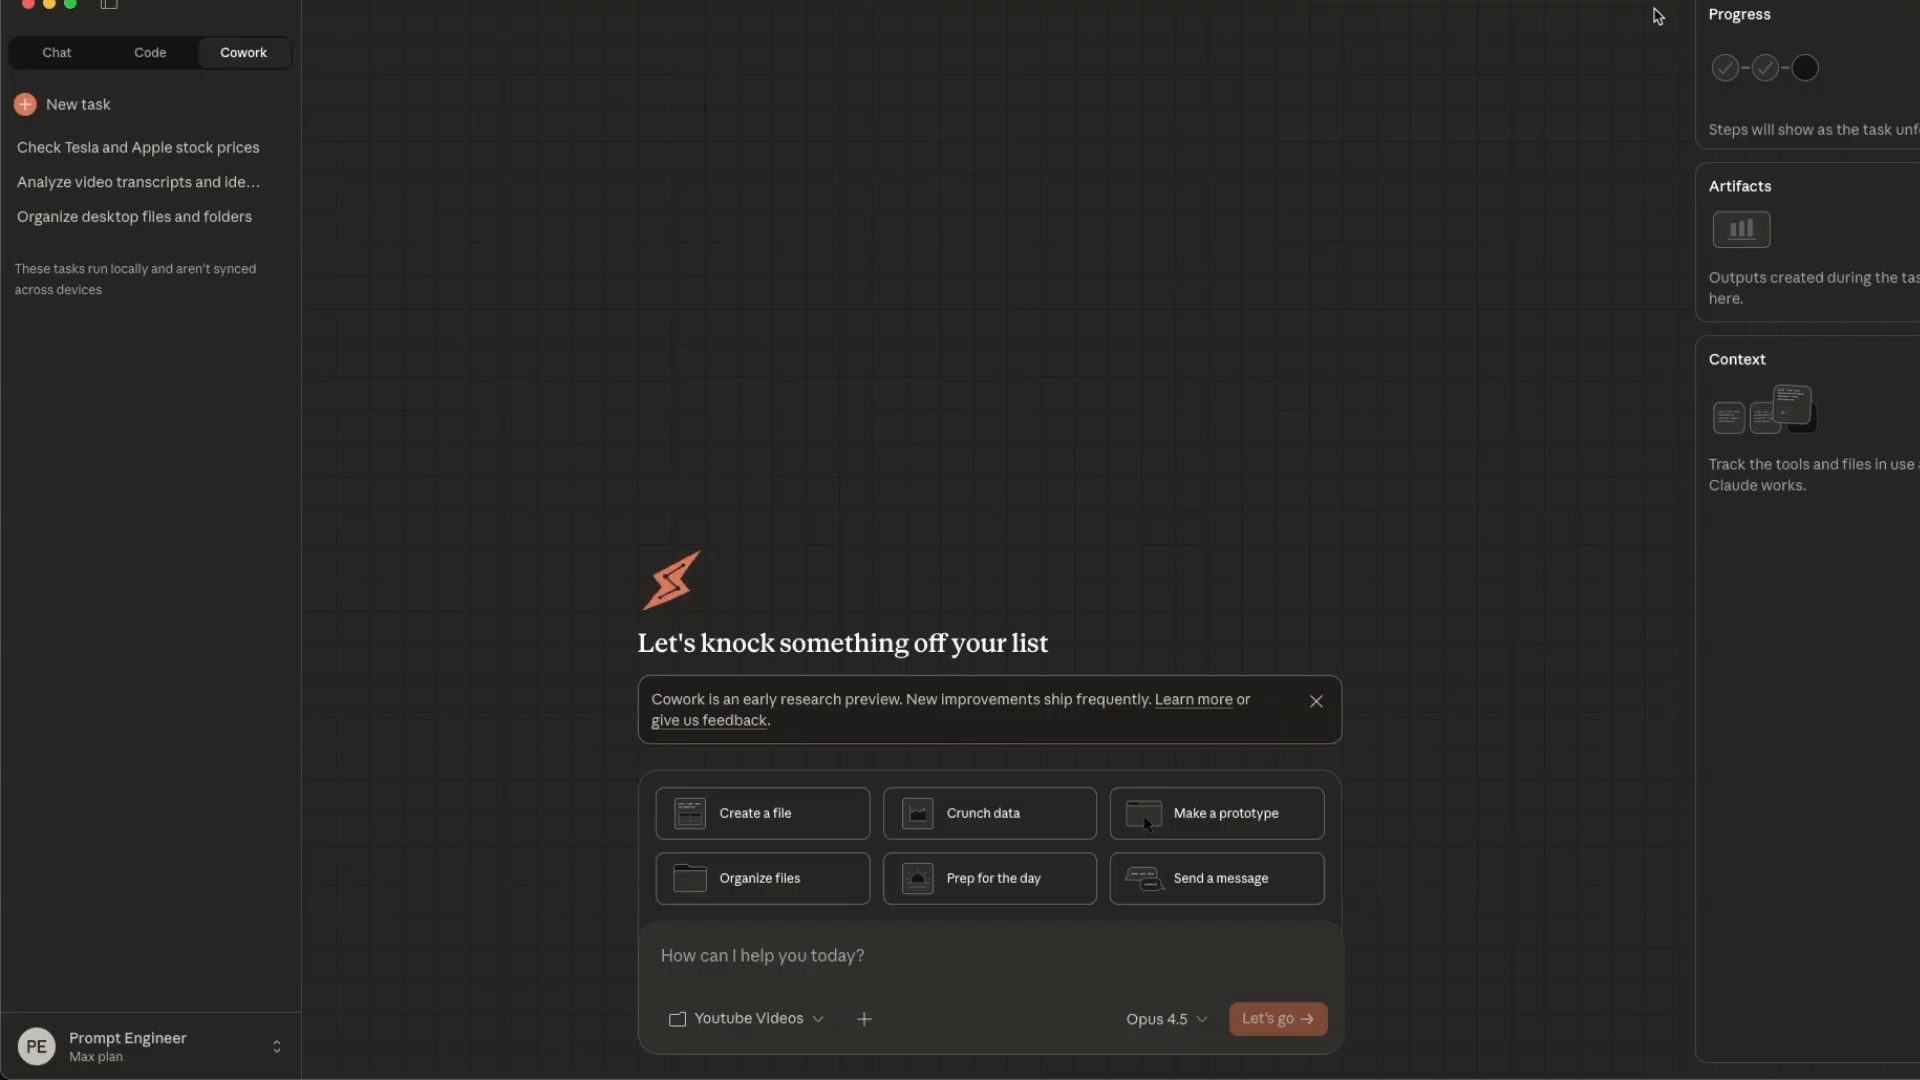 Chat
Code
Cowork
New task
Check Tesla and Apple stock prices
Analyze video transcripts and ide...
Organize desktop files and folders
These tasks run locally and aren't synced
across devices
Prompt Engineer
Max plan
PE
Let's knock something off your list
Cowork is an early research preview. New improvements ship frequently. Learn more or
give us feedback.
Create a file
Crunch data
Make a prototype
Organize files
Prep for the day
Send a message
How can I help you today?
Youtube Videos
Opus 4.5
Let's go
Progress
Steps will show as the task unf
Artifacts
Outputs created during the tas
here.
Context
Track the tools and files in use
Claude works.